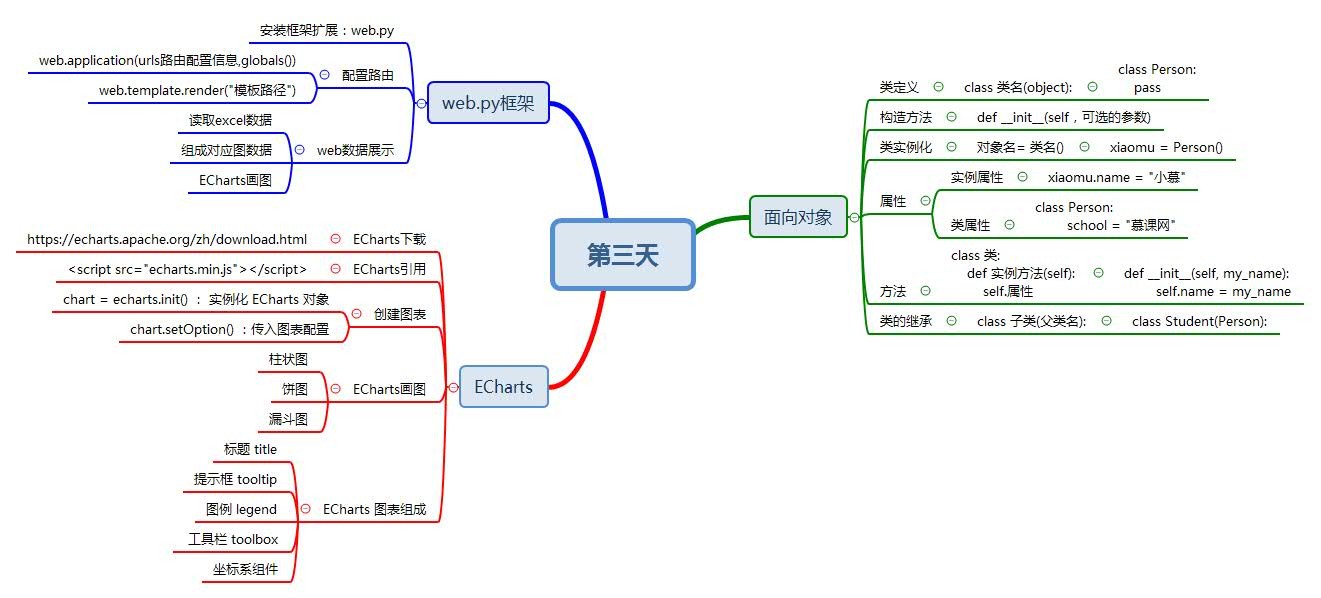 第三天
web.py框架
安装框架扩展：web.py
配置路由
web.application(urls路由配置信息,globals())
web.template.render("模板路径")
web数据展示
读取excel数据
组成对应图数据
ECharts画图
ECharts
ECharts下载
https://echarts.apache.org/zh/download.html
ECharts引用
<script src="echarts.min.js"></script>
创建图表
chart = echarts.init() ： 实例化 ECharts 对象
chart.setOption() ：传入图表配置
ECharts画图
柱状图
饼图
漏斗图
ECharts 图表组成
标题 title
提示框 tooltip
图例 legend
工具栏 toolbox
坐标系组件
面向对象
类定义
class 类名(object):
class Person:
pass
构造方法
def __init__(self，可选的参数)
类实例化
对象名= 类名()
xiaomu = Person()
属性
实例属性
xiaomu.name = "小慕"
类属性
class Person:
school = "慕课网"
方法
class 类:
def 实例方法(self):
self.属性
def __init__(self, my_name):
self.name = my_name
类的继承
class 子类(父类名):
class Student(Person):